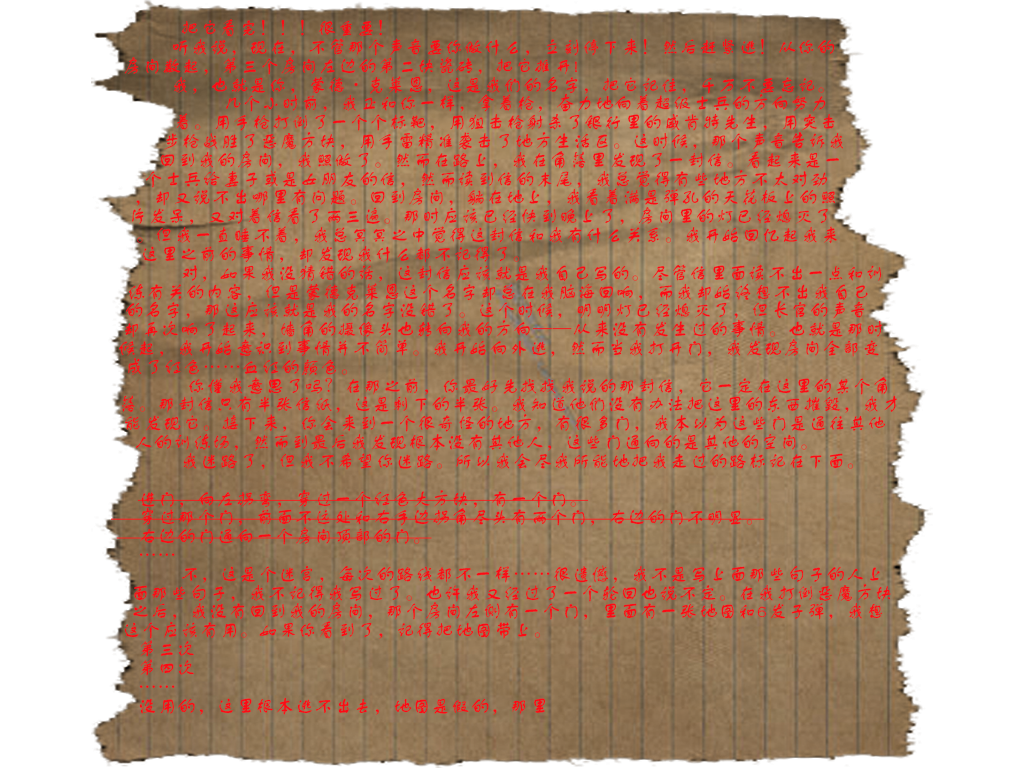 把它看完！！！很重要！
听我说，现在，不管那个声音要你做什么，立刻停下来！然后赶紧逃！从你的
房间数起，第三个房间左边的第二块瓷砖，把它推开！
我，也就是你，蒙德·克莱恩，这是我们的名字，把它记住，千万不要忘记。
几个小时前，我正和你一样，拿着枪，奋力地向着超级士兵的方向努力
着，用手枪打倒了一个个标靶，用狙击枪射杀了银行里的威肯特先生，用突击
步枪战胜了恶魔方块，用手雷精准袭击了地方生活区。这时候，那个声音告诉我
回到我的房间，我照做了。然而在路上，我在角落里发现了一封信。看起来是一
个士兵给妻子或是女朋友的信，然而读到信的末尾，我总觉得有些地方不太对劲
却又说不出哪里有问题。回到房间，躺在地上，我看着满是弹孔的天花板上的照
片发呆，又对着信看了两三遍。那时应该已经快到晚上了，房间里的灯已经熄灭了
但我一直睡不着，我总冥冥之中觉得这封信和我有什么关系。我开始回忆起我来
这里之前的事情，却发现我什么都不记得了。
对，如果我没猜错的话，这封信应该就是我自己写的。尽管信里面读不出一点和训
练有关的内容，但是蒙德克莱恩这个名字却总在我脑海回响，而我却始终想不出我自己
的名字，那这应该就是我的名字没错了。这个时候，明明灯已经熄灭了，但长官的声音
却再次响了起来，墙角的摄像头也转向我的方向——从来没有发生过的事情。也就是那时
候起，我开始意识到事情并不简单。我开始向外逃，然而当我打开门，我发现房间全部变
成了红色……血红的颜色。
你懂我意思了吗？在那之前，你最好先找找我说的那封信，它一定在这里的某个角
落。那封信只有半张信纸，这是剩下的半张。我知道他们没有办法把这里的东西摧毁，我才
能发现它。接下来，你会来到一个很奇怪的地方，有很多门，我本以为这些门是通往其他
人的训练场，然而到最后我发现根本没有其他人，这些门通向的是其他的空间。
我迷路了，但我不希望你迷路。所以我会尽我所能地把我走过的路标记在下面。
进门，向左拐弯，穿过一个红色大方块，有一个门。
穿过那个门，前面不远处和右手边拐角尽头有两个门，右边的门不明显。
右边的门通向一个房间顶部的门。
……
不，这是个迷宫，每次的路线都不一样……很遗憾，我不是写上面那些句子的人上
面那些句子，我不记得我写过了。也许我又经过了一个轮回也说不定。在我打倒恶魔方块
之后，我没有回到我的房间，那个房间左侧有一个门，里面有一张地图和6发子弹，我想
这个应该有用。如果你看到了，记得把地图带上。
第三次
第四次
……
没用的，这里根本逃不出去，地图是假的，那里